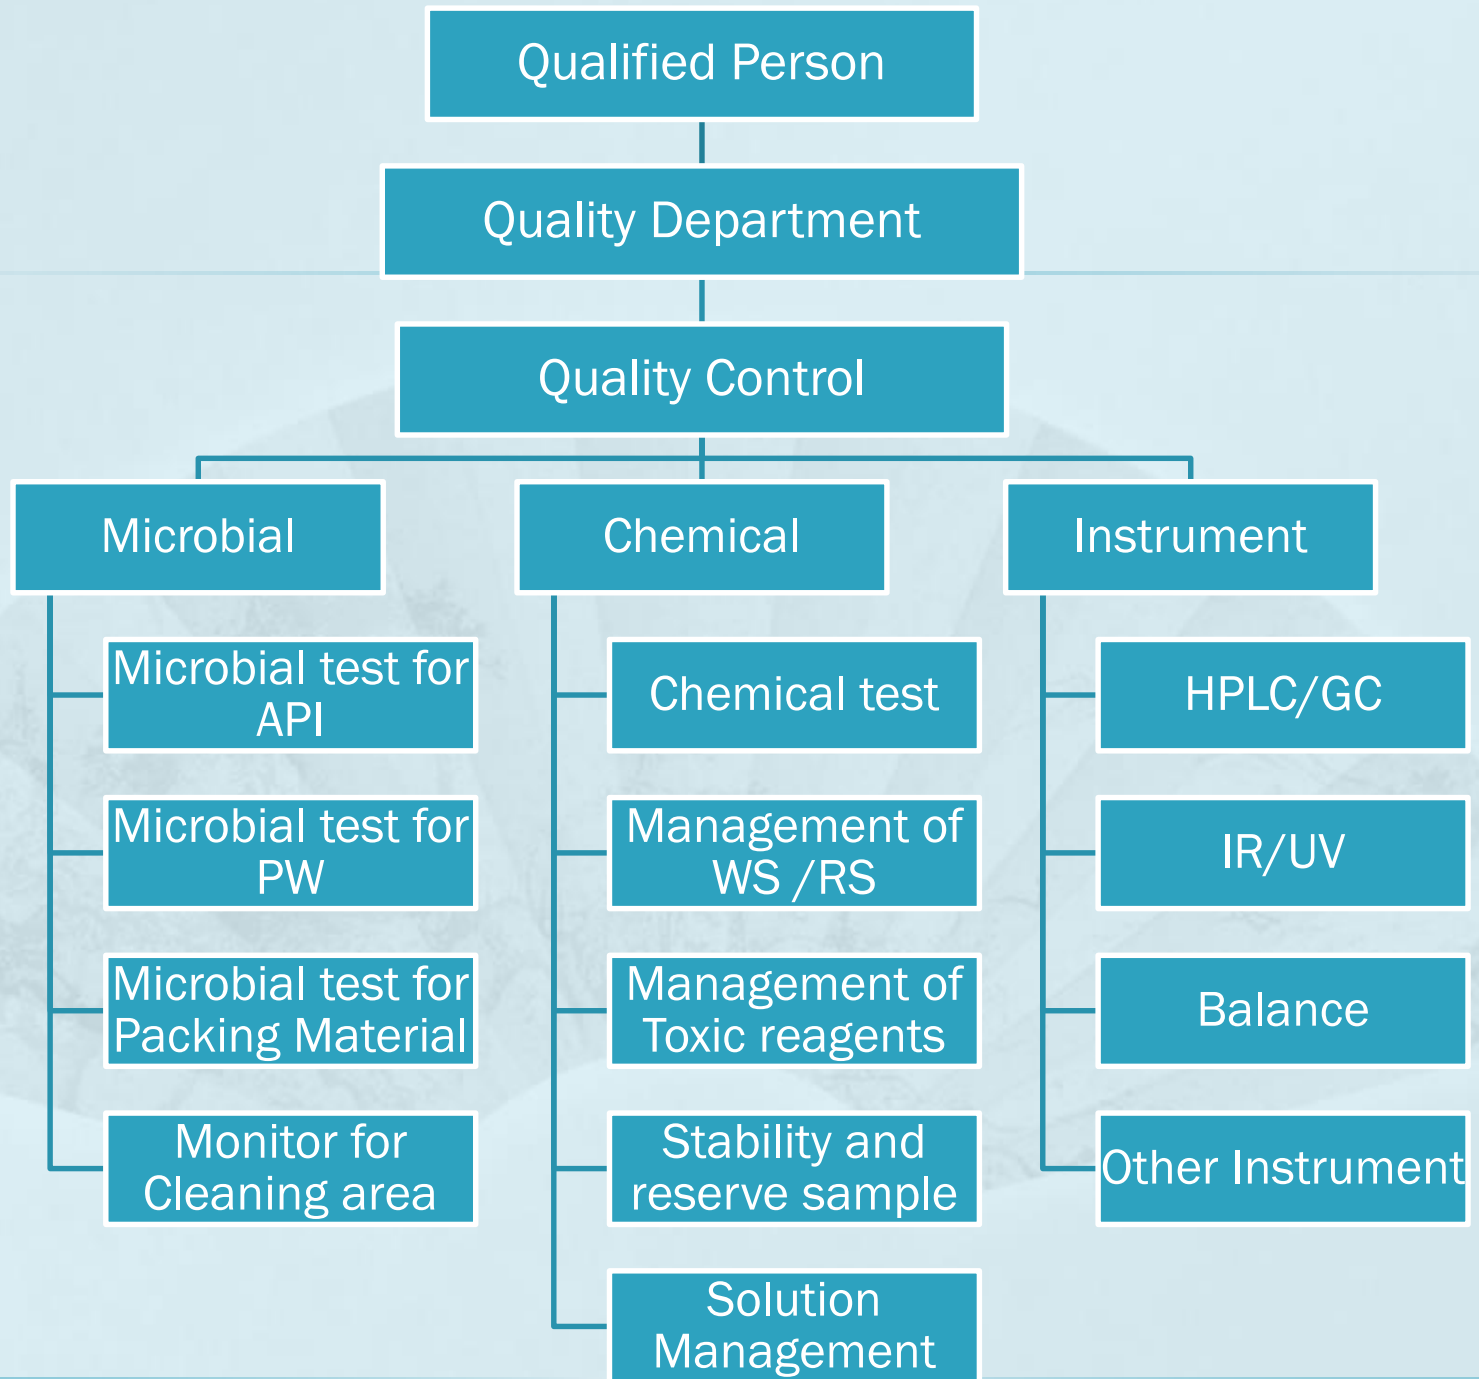 Qualified Person
Quality Department
Quality Control
Microbial
Chemical
Instrument
Microbial test for
API
Chemical test
HPLC/GC
Microbial test for
PW
Management of
WS /RS
IR/UV
Microbial test for
Packing Material
Management of
Toxic reagents
Balance
Monitor for
Cleaning area
Stability and
reserve sample
Other Instrument
Solution
Management